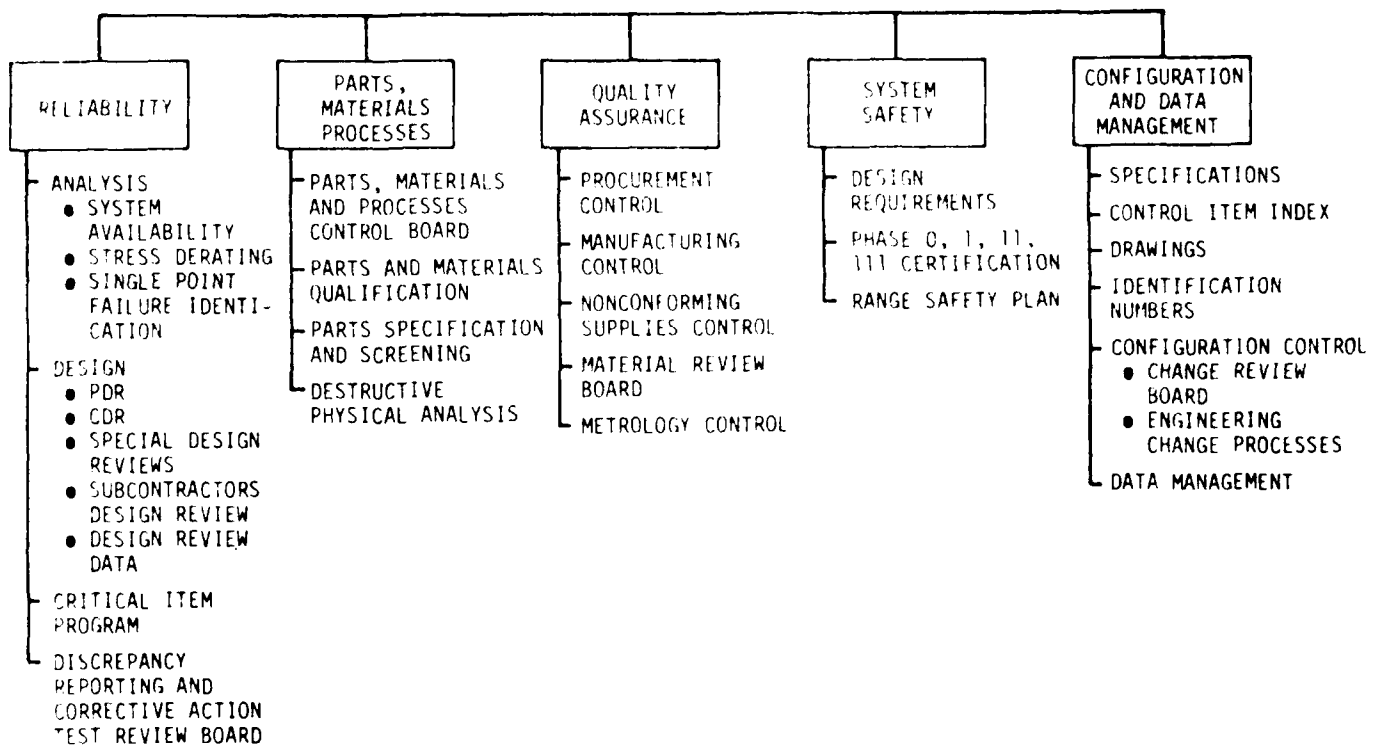 RELIABILITY
ANALYSIS
● SYSTEM
AVAILABILITY
● STRESS DERATING
● SINGLE POINT
FAILURE IDENTI-
CATION
DESIGN
● PDR
● CDR
● SPECIAL DESIGN
REVIEWS
● SUBCONTRACTORS
DESIGN REVIEW
● DESIGN REVIEW
DATA
CRITICAL ITEM
PROGRAM
DISCREPANCY
REPORTING AND
CORRECTIVE ACTION
TEST REVIEW BOARD
PARTS,
MATERIALS
PROCESSES
PARTS, MATERIALS
AND PROCESSES
CONTROL BOARD
PARTS AND MATERIALS
QUALIFICATION
PARTS SPECIFICATION
AND SCREENING
DESTRUCTIVE
PHYSICAL ANALYSIS
QUALITY
ASSURANCE
PROCUREMENT
CONTROL
MANUFACTURING
CONTROL
NONCONFORMING
SUPPLIES CONTROL
MATERIAL REVIEW
BOARD
METROLOGY CONTROL
SYSTEM
SAFETY
DESIGN
REQUIREMENTS
PHASE 0, 1, 11,
111 CERTIFICATION
RANGE SAFETY PLAN
CONFIGURATION
AND DATA
MANAGEMENT
SPECIFICATIONS
CONTROL ITEM INDEX
DRAWINGS
IDENTIFICATION
NUMBERS
CONFIGURATION CONTROL
● CHANGE REVIEW
BOARD
● ENGINEERING
CHANGE PROCESSES
DATA MANAGEMENT